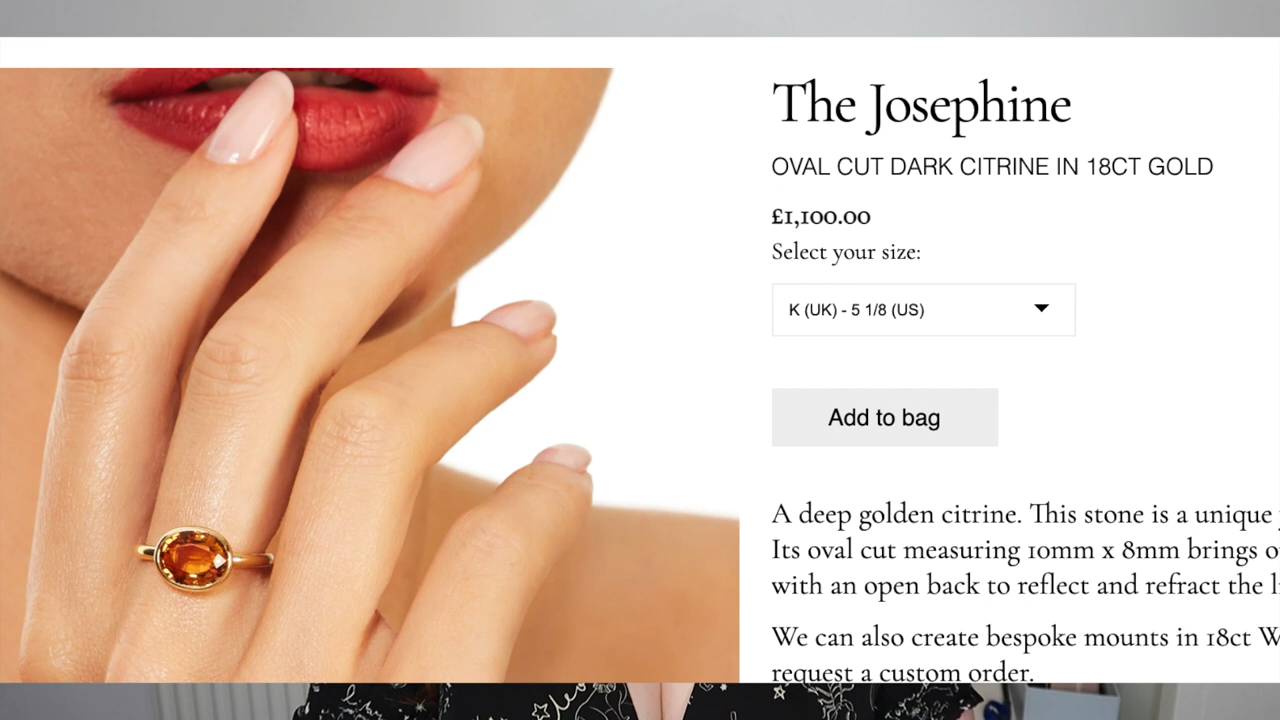 The Josephine
OVAL CUT DARK CITRINE IN 18CT GOLD
£1,100.00
Select your size:
K (UK) - 5 1/8 (US)
Add to bag
A deep golden citrine. This stone is a unique
Its oval cut measuring 10mm x 8mm brings
with an open back to reflect and refract the
We can also create bespoke mounts in 18ct
request a custom order.